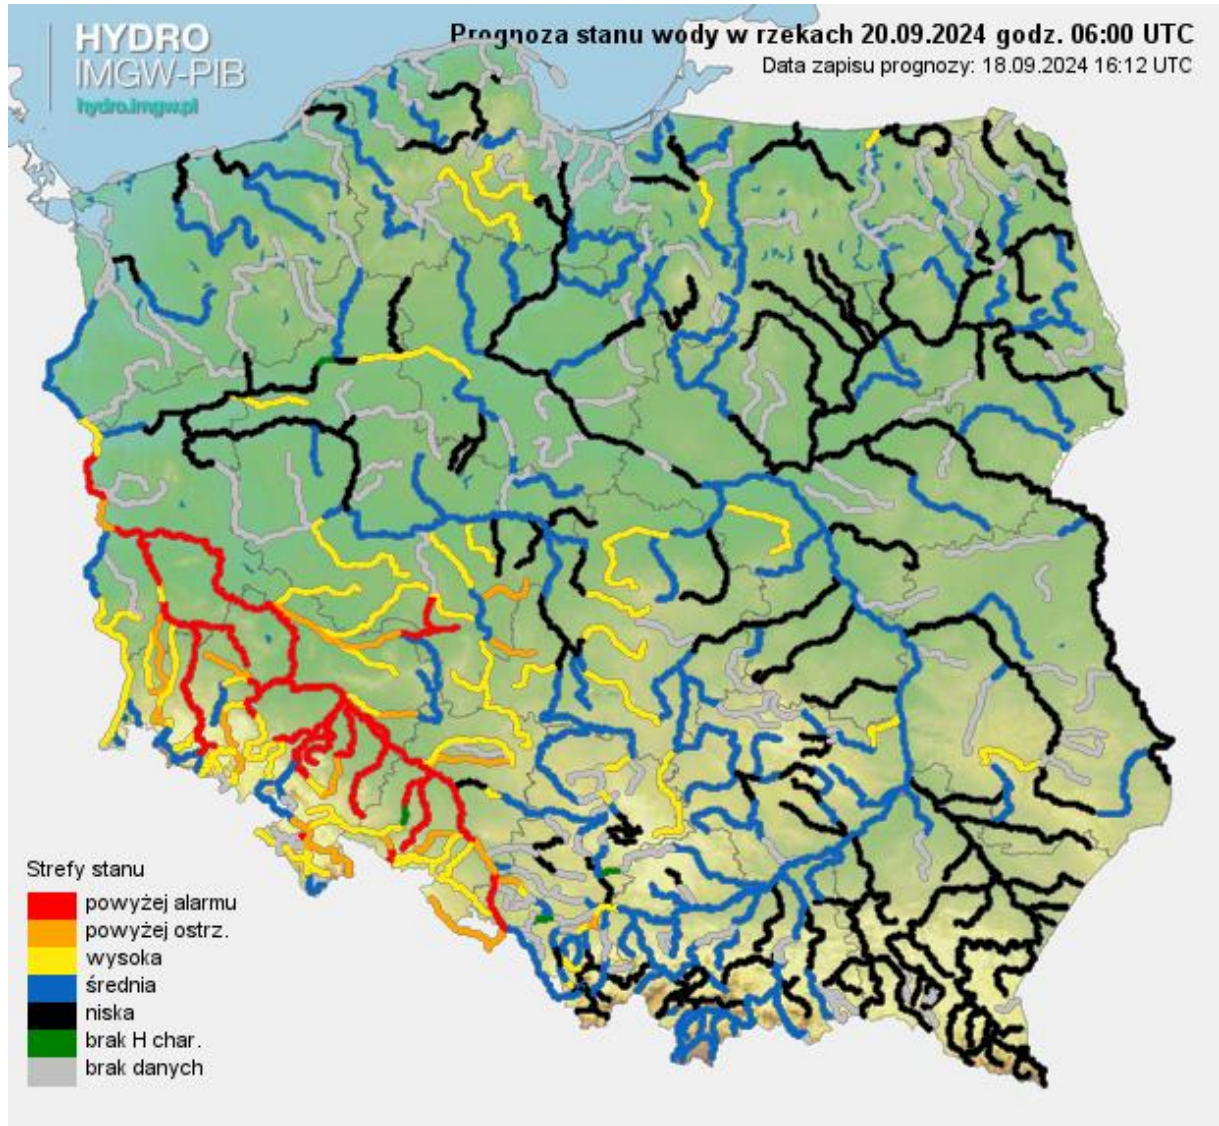 HYDRO
IMGW-PIB
hydro.imgw.pl
Prognoza stanu wody w rzekach 20.09.2024 godz. 06:00 UTC
Data zapisu prognozy: 18.09.2024 16:12 UTC
Strefy stanu
powyżej alarmu
powyżej ostrz.
wysoka
średnia
niska
brak H char.
brak danych